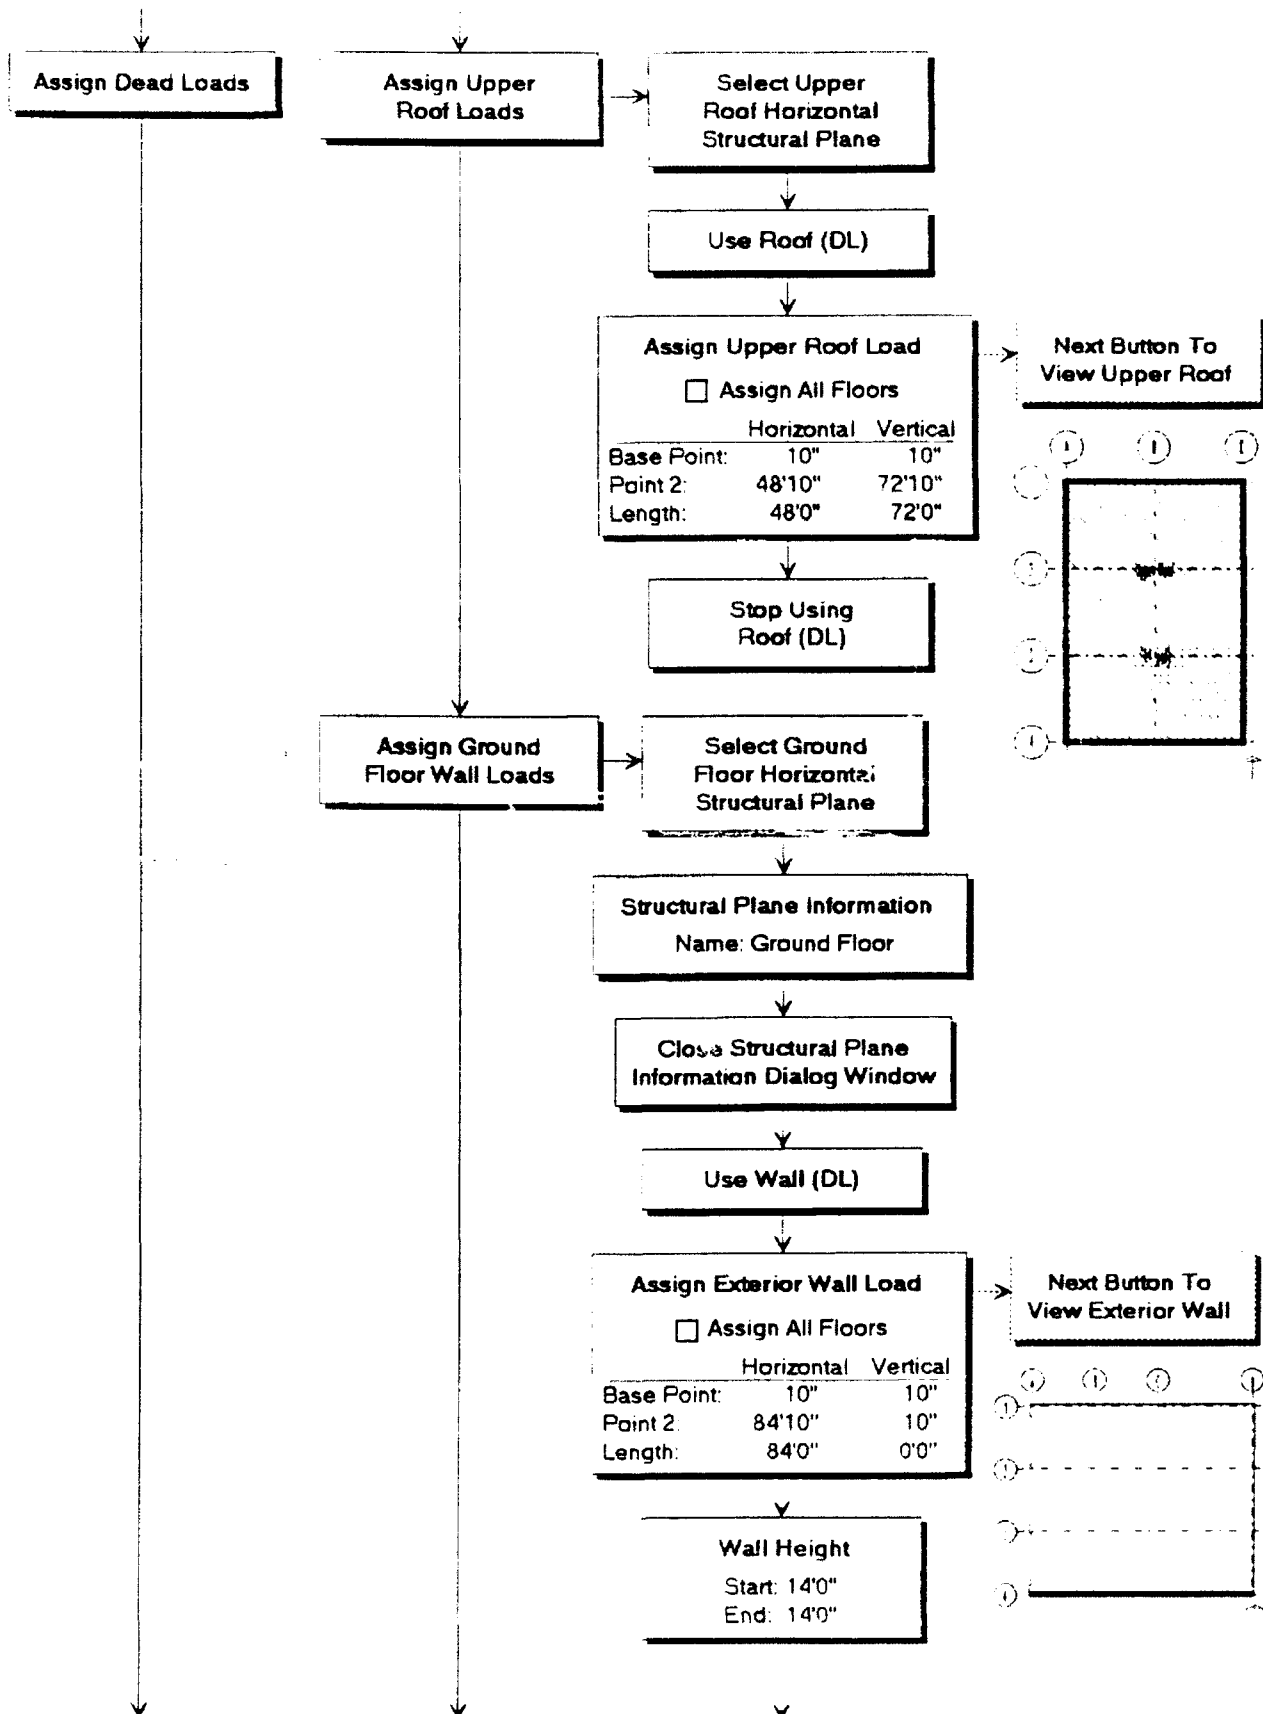 Assign Dead Loads
Assign Upper
Roof Loads
Select Upper
Roof Horizontal
Structural Plane
Use Roof (DL)
Assign Upper Roof Load
Assign All Floors
Horizontal Vertical
Base Point: 10" 10"
Point 2: 48'10" 72'10"
Length: 48'0" 72'0"
Next Button To
View Upper Roof
Stop Using
Roof (DL)
Assign Ground
Floor Wall Loads
Select Ground
Floor Horizontal
Structural Plane
Structural Plane Information
Name: Ground Floor
Close Structural Plane
Information Dialog Window
Use Wall (DL)
Assign Exterior Wall Load
Assign All Floors
Horizontal Vertical
Base Point: 10" 10"
Point 2: 84'10" 10"
Length: 84'0" 0'0"
Next Button To
View Exterior Wall
Wall Height
Start: 14'0"
End: 14'0"